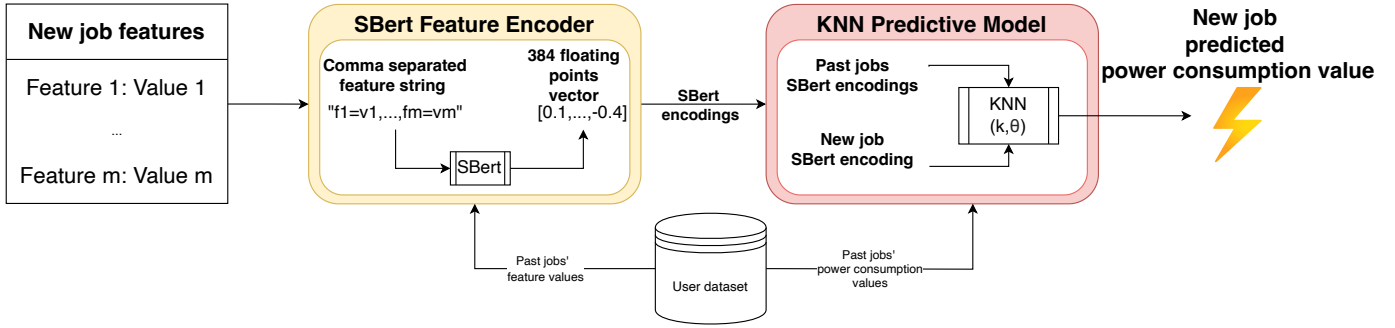 New job features
Feature 1: Value 1
...
Feature m: Value m
SBert Feature Encoder
Comma separated
feature string
"f1=v1,...,fm=vm"
SBert
384 floating
points
vector
[0.1,...,-0.4]
SBert
encodings
KNN Predictive Model
Past jobs
SBert encodings
New job
SBert encoding
KNN
(k,θ)
New job
predicted
power consumption value
Past jobs'
feature values
User dataset
Past jobs'
power consumption
values